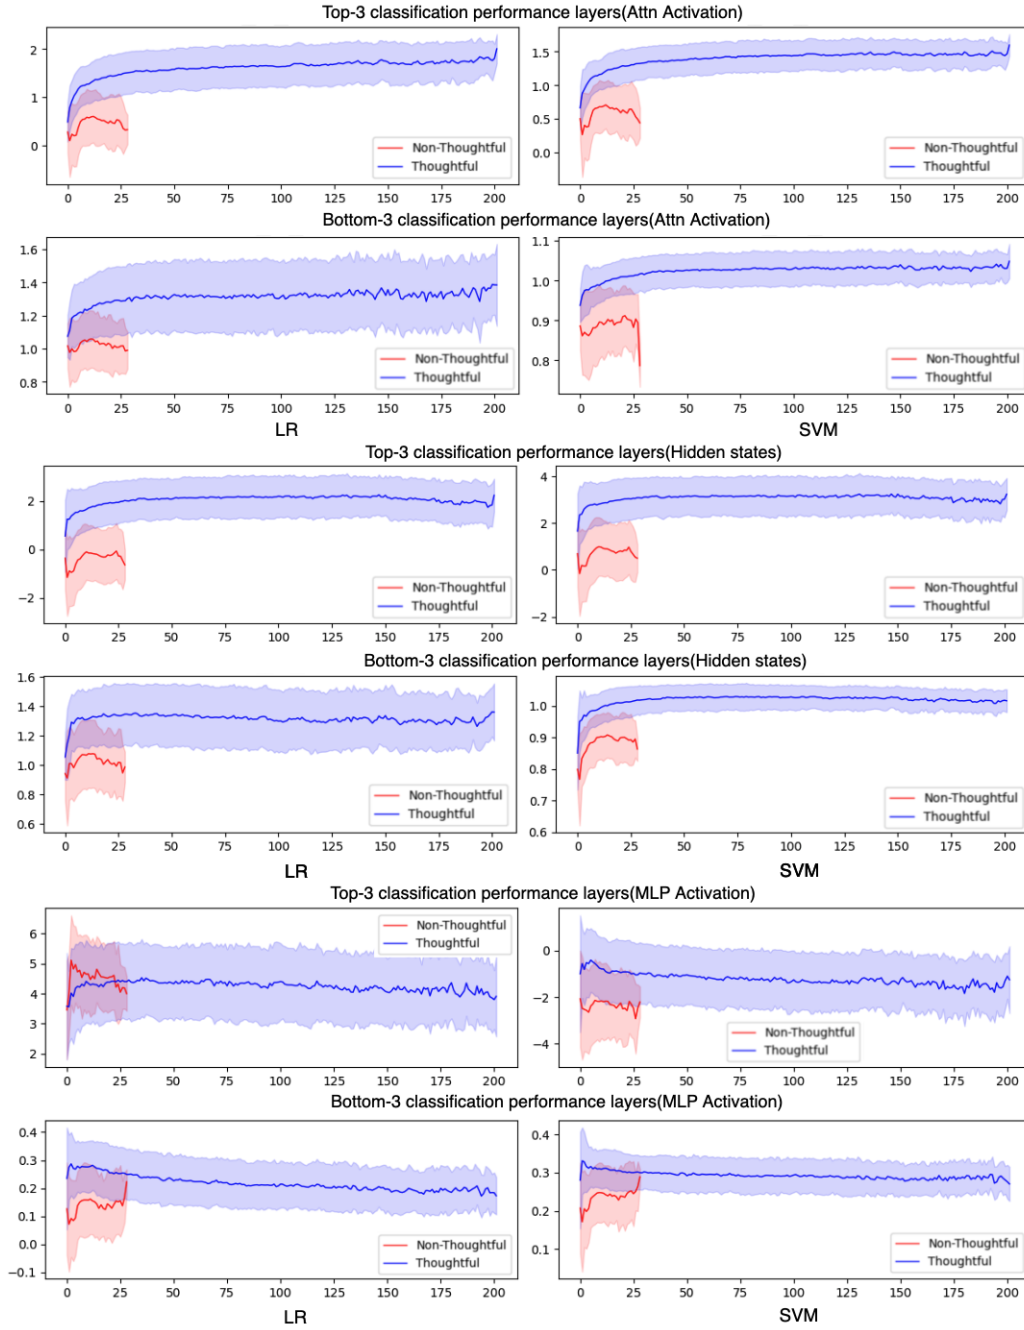 Top-3 classification performance layers(Attn Activation)
2
1
0
Non-Thoughtful
Thoughtful
0 25 50 75 100 125 150 175 200
1.5
1.0
0.5
0.0
Non-Thoughtful
Thoughtful
0 25 50 75 100 125 150 175 200
Bottom-3 classification performance layers(Attn Activation)
1.6
1.4
1.2
1.0
0.8
Non-Thoughtful
Thoughtful
0 25 50 75 100 125 150 175 200
LR
1.1
1.0
0.9
0.8
Non-Thoughtful
Thoughtful
0 25 50 75 100 125 150 175 200
SVM
Top-3 classification performance layers(Hidden states)
2
0
−2
Non-Thoughtful
Thoughtful
0 25 50 75 100 125 150 175 200
4
2
0
−2
Non-Thoughtful
Thoughtful
0 25 50 75 100 125 150 175 200
Bottom-3 classification performance layers(Hidden states)
1.6
1.4
1.2
1.0
0.8
0.6
Non-Thoughtful
Thoughtful
0 25 50 75 100 125 150 175 200
LR
1.0
0.9
0.8
0.7
0.6
Non-Thoughtful
Thoughtful
0 25 50 75 100 125 150 175 200
SVM
Top-3 classification performance layers(MLP Activation)
6
5
4
3
2
Non-Thoughtful
Thoughtful
0 25 50 75 100 125 150 175 200
0
−2
−4
Non-Thoughtful
Thoughtful
0 25 50 75 100 125 150 175 200
Bottom-3 classification performance layers(MLP Activation)
0.4
0.3
0.2
0.1
0.0
−0.1
Non-Thoughtful
Thoughtful
0 25 50 75 100 125 150 175 200
LR
0.4
0.3
0.2
0.1
Non-Thoughtful
Thoughtful
0 25 50 75 100 125 150 175 200
SVM